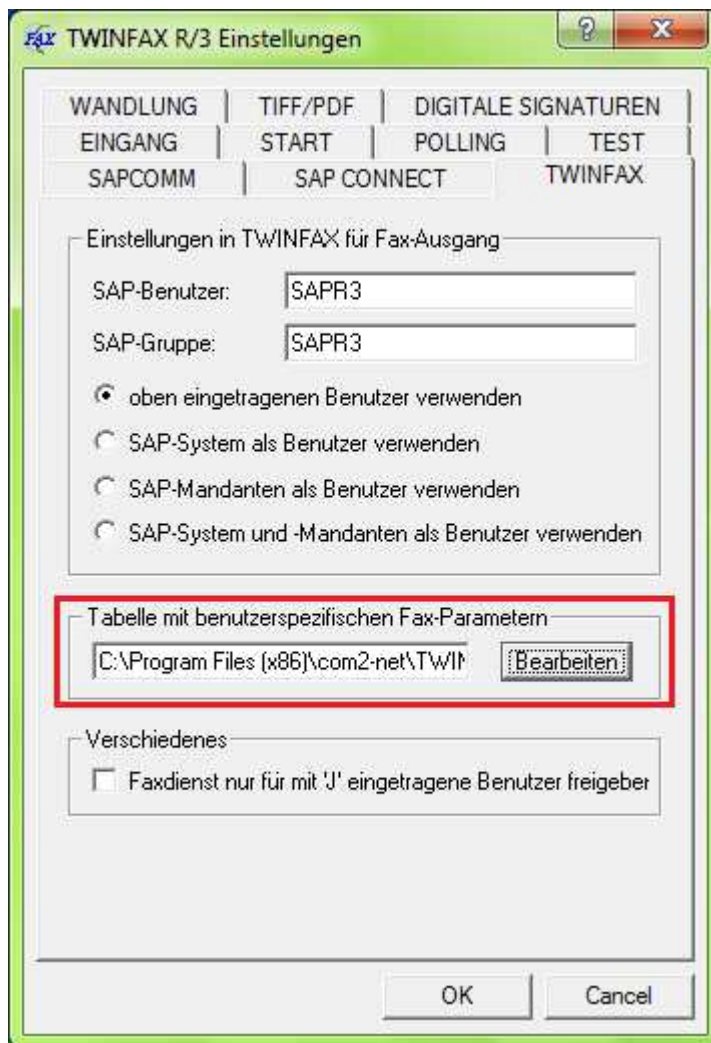 FAX TWINFAX R/3 Einstellungen
WANDLUNG TIFF/PDF DIGITALE SIGNATUREN
EINGANG START POLLING TEST
SAPCOMM SAP CONNECT TWINFAX
Einstellungen in TWINFAX für Fax-Ausgang
SAP-Benutzer: SAPR3
SAP-Gruppe: SAPR3
oben eingetragenen Benutzer verwenden
SAP-System als Benutzer verwenden
SAP-Mandanten als Benutzer verwenden
SAP-System und -Mandanten als Benutzer verwenden
Tabelle mit benutzerspezifischen Fax-Parametern
C:\Program Files (x86)\com2-net\TWIN Bearbeiten
Verschiedenes
Faxdienst nur für mit 'J' eingetragene Benutzer freigeber
OK Cancel